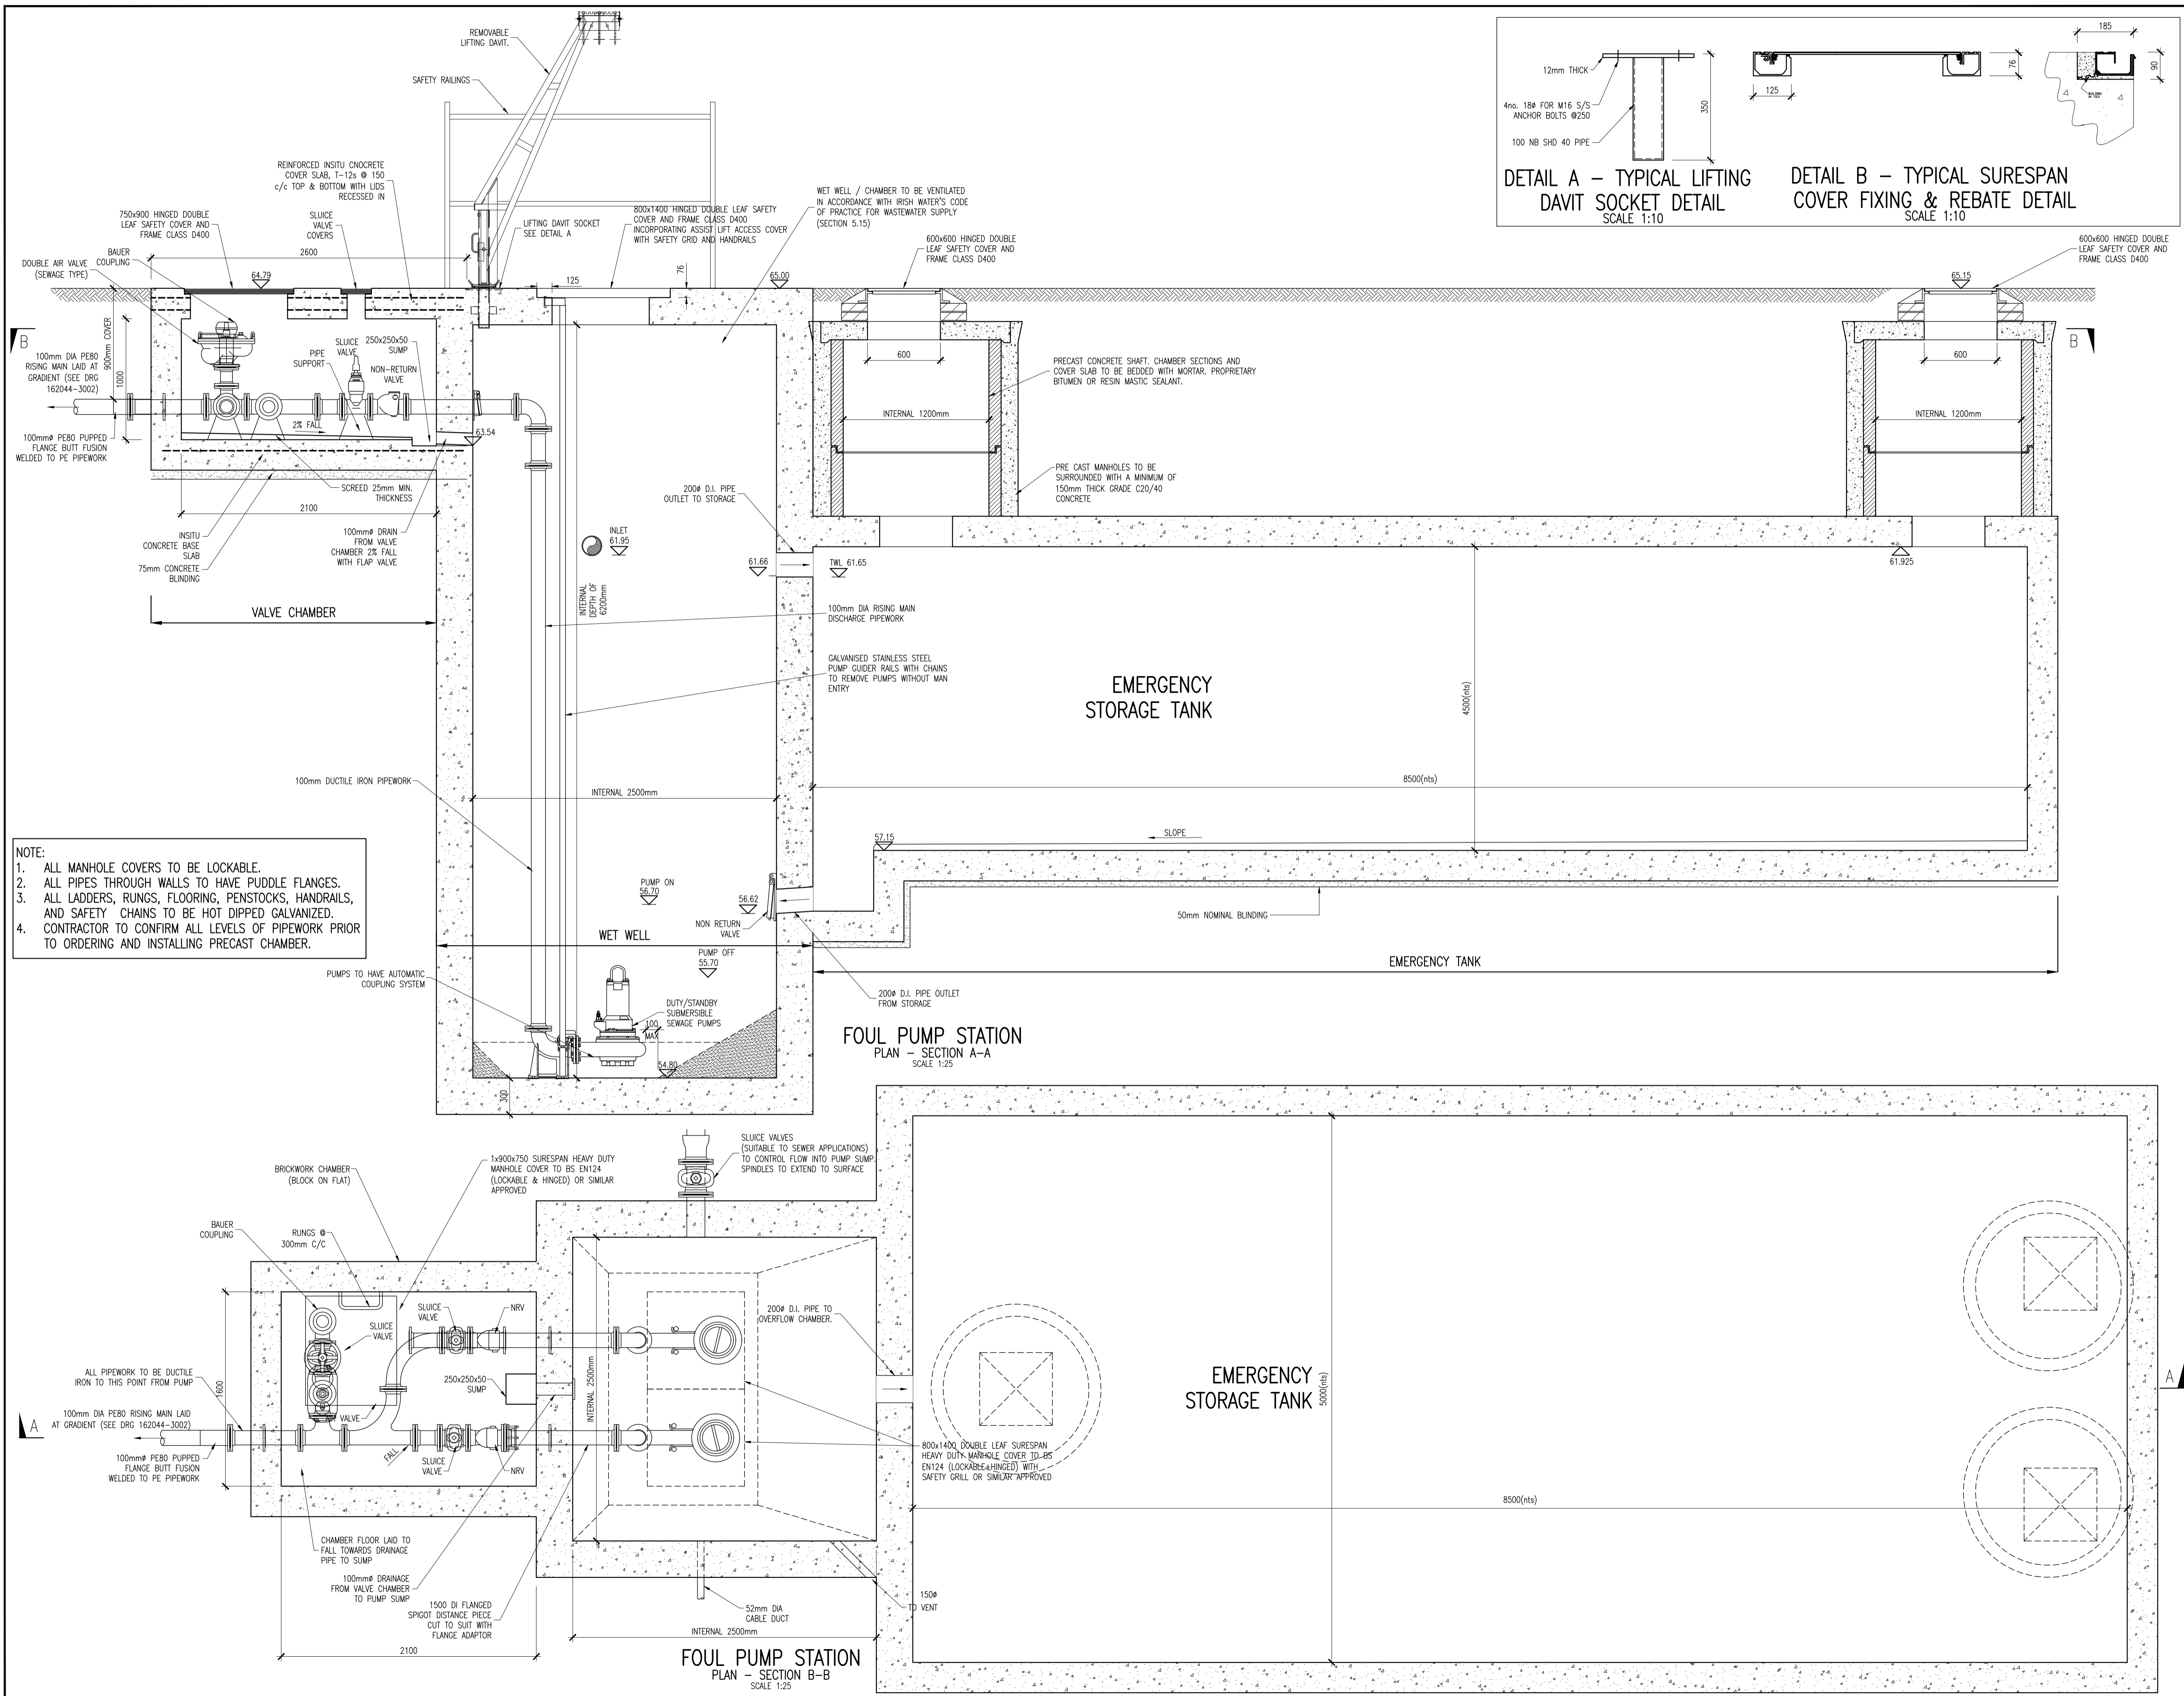 REMOVABLE
LIFTING DAVIT.
SAFETY RAILINGS
REINFORCED INSITU CNOCRETE
COVER SLAB, T-12s @ 150
c/c TOP & BOTTOM WITH LIDS
RECESSED IN
750x900 HINGED DOUBLE
LEAF SAFETY COVER AND
FRAME CLASS D400
SLUICE
VALVE
COVERS
BAUER
COUPLING
DOUBLE AIR VALVE
(SEWAGE TYPE)
2600
64.79
LIFTING DAVIT SOCKET
SEE DETAIL A
800x1400 HINGED DOUBLE LEAF SAFETY
COVER AND FRAME CLASS D400
INCORPORATING ASSIST LIFT ACCESS COVER
WITH SAFETY GRID AND HANDRAILS
WET WELL / CHAMBER TO BE VENTILATED
IN ACCORDANCE WITH IRISH WATER'S CODE
OF PRACTICE FOR WASTEWATER SUPPLY
(SECTION 5.15)
600x600 HINGED DOUBLE
LEAF SAFETY COVER AND
FRAME CLASS D400
125
76
65.00
12mm THICK
4no. 18ø FOR M16 S/S
ANCHOR BOLTS @250
100 NB SHD 40 PIPE
350
125
76
185
90
BUILDING
IN TIES
DETAIL A – TYPICAL LIFTING
DAVIT SOCKET DETAIL
SCALE 1:10
DETAIL B – TYPICAL SURESPAN
COVER FIXING & REBATE DETAIL
SCALE 1:10
600x600 HINGED DOUBLE
LEAF SAFETY COVER AND
FRAME CLASS D400
65.15
B
B
900mm COVER
1000
100mm DIA PE80
RISING MAIN LAID AT
GRADIENT (SEE DRG
162044–3002)
PIPE
SUPPORT
SLUICE
VALVE
250x250x50
SUMP
NON-RETURN
VALVE
2% FALL
63.54
100mmø PE80 PUPPED
FLANGE BUTT FUSION
WELDED TO PE PIPEWORK
SCREED 25mm MIN.
THICKNESS
2100
INSITU
CONCRETE BASE
SLAB
75mm CONCRETE
BLINDING
100mmø DRAIN
FROM VALVE
CHAMBER 2% FALL
WITH FLAP VALVE
VALVE CHAMBER
600
INTERNAL 1200mm
PRECAST CONCRETE SHAFT. CHAMBER SECTIONS AND
COVER SLAB TO BE BEDDED WITH MORTAR. PROPRIETARY
BITUMEN OR RESIN MASTIC SEALANT.
PRE CAST MANHOLES TO BE
SURROUNDED WITH A MINIMUM OF
150mm THICK GRADE C20/40
CONCRETE
600
INTERNAL 1200mm
200ø D.I. PIPE
OUTLET TO STORAGE
INLET
61.95
61.66
TWL 61.65
61.925
INTERNAL
DEPTH OF
6200mm
100mm DIA RISING MAIN
DISCHARGE PIPEWORK
GALVANISED STAINLESS STEEL
PUMP GUIDER RAILS WITH CHAINS
TO REMOVE PUMPS WITHOUT MAN
ENTRY
EMERGENCY
STORAGE TANK
4500(nts)
100mm DUCTILE IRON PIPEWORK
INTERNAL 2500mm
8500(nts)
NOTE:
1. ALL MANHOLE COVERS TO BE LOCKABLE.
2. ALL PIPES THROUGH WALLS TO HAVE PUDDLE FLANGES.
3. ALL LADDERS, RUNGS, FLOORING, PENSTOCKS, HANDRAILS,
AND SAFETY CHAINS TO BE HOT DIPPED GALVANIZED.
4. CONTRACTOR TO CONFIRM ALL LEVELS OF PIPEWORK PRIOR
TO ORDERING AND INSTALLING PRECAST CHAMBER.
57.15
SLOPE
PUMP ON
56.70
56.62
NON RETURN
VALVE
50mm NOMINAL BLINDING
WET WELL
PUMP OFF
55.70
EMERGENCY TANK
PUMPS TO HAVE AUTOMATIC
COUPLING SYSTEM
DUTY/STANDBY
SUBMERSIBLE
SEWAGE PUMPS
100
MAX
200ø D.I. PIPE OUTLET
FROM STORAGE
54.80
300
FOUL PUMP STATION
PLAN – SECTION A–A
SCALE 1:25
SLUICE VALVES
(SUITABLE TO SEWER APPLICATIONS)
TO CONTROL FLOW INTO PUMP SUMP.
SPINDLES TO EXTEND TO SURFACE
BRICKWORK CHAMBER
(BLOCK ON FLAT)
1x900x750 SURESPAN HEAVY DUTY
MANHOLE COVER TO BS EN124
(LOCKABLE & HINGED) OR SIMILAR
APPROVED
BAUER
COUPLING
RUNGS @
300mm C/C
SLUICE
VALVE
NRV
SLUICE
VALVE
200ø D.I. PIPE TO
OVERFLOW CHAMBER.
ALL PIPEWORK TO BE DUCTILE
IRON TO THIS POINT FROM PUMP
1600
250x250x50
SUMP
INTERNAL 2500mm
EMERGENCY
STORAGE TANK
5000(nts)
A
A
100mm DIA PE80 RISING MAIN LAID
AT GRADIENT (SEE DRG 162044–3002)
AIR VALVE
100mmø PE80 PUPPED
FLANGE BUTT FUSION
WELDED TO PE PIPEWORK
FALL
SLUICE
VALVE
NRV
800x1400 DOUBLE LEAF SURESPAN
HEAVY DUTY MANHOLE COVER TO BS
EN124 (LOCKABLE+HINGED) WITH
SAFETY GRILL OR SIMILAR APPROVED
8500(nts)
CHAMBER FLOOR LAID TO
FALL TOWARDS DRAINAGE
PIPE TO SUMP
100mmø DRAINAGE
FROM VALVE CHAMBER
TO PUMP SUMP
1500 DI FLANGED
SPIGOT DISTANCE PIECE
CUT TO SUIT WITH
FLANGE ADAPTOR
52mm DIA
CABLE DUCT
150ø
TO VENT
INTERNAL 2500mm
2100
FOUL PUMP STATION
PLAN – SECTION B–B
SCALE 1:25